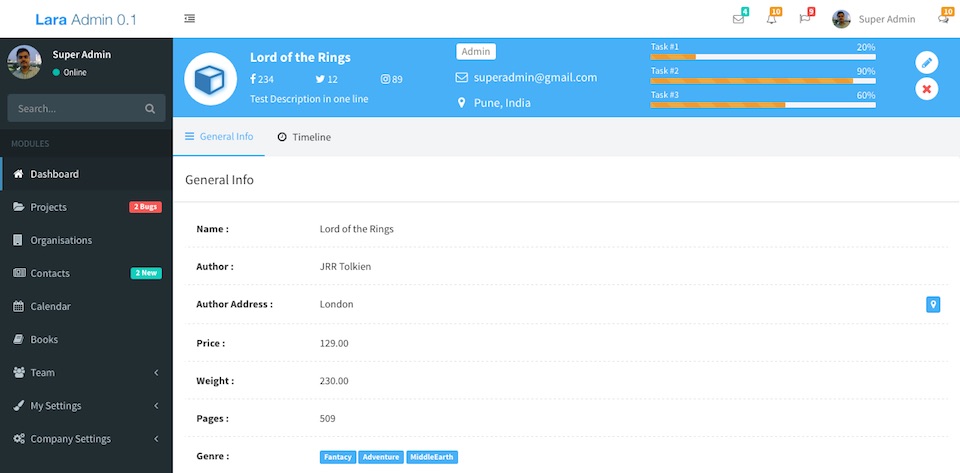 Lara Admin 0.1
4
10
9
Super Admin
10
Super Admin
Online
Search...
MODULES
Dashboard
Projects 2 Bugs
Organisations
Contacts 2 New
Calendar
Books
Team
My Settings
Company Settings
Lord of the Rings
234 12 89
Test Description in one line
Admin
superadmin@gmail.com
Pune, India
Task #1 20%
Task #2 90%
Task #3 60%
General Info Timeline
General Info
Name : Lord of the Rings
Author : JRR Tolkien
Author Address : London
Price : 129.00
Weight : 230.00
Pages : 509
Genre : Fantacy Adventure MiddleEarth